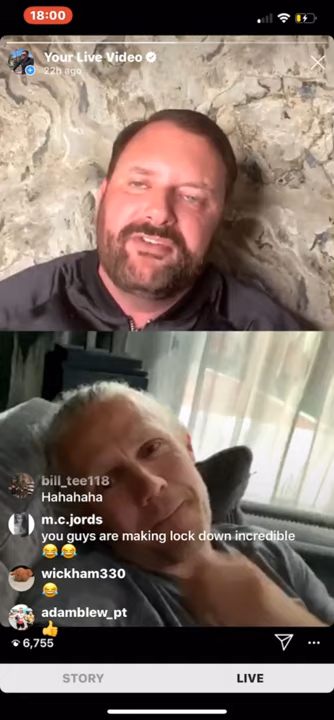 18:00
Your Live Video
22h ago
bill_tee118
Hahahaha
m.c.jords
you guys are making lock down incredible
😂😂
wickham330
😂
adamblew_pt
👍
6,755
STORY
LIVE